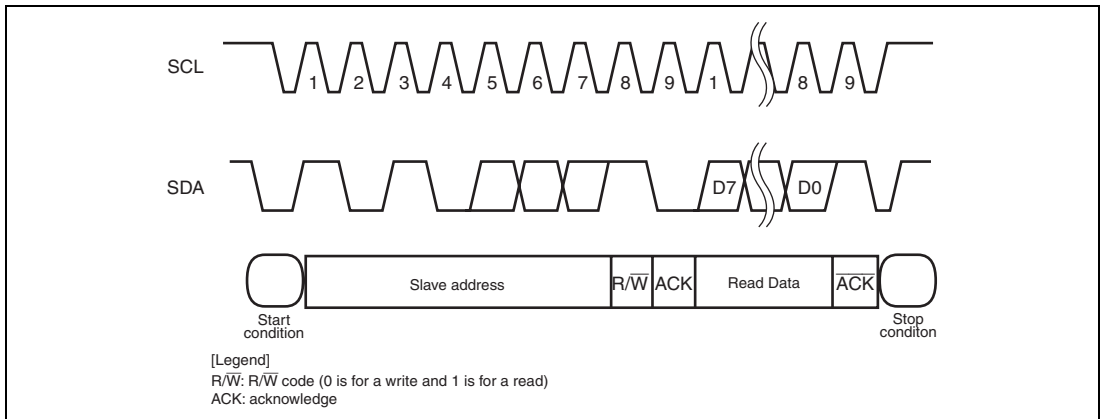 SCL
1 2 3 4 5 6 7 8 9 1 8 9
SDA
D7 D0
Slave address R/W̅ ACK Read Data A̅C̅K̅
Start
condition
Stop
conditon
[Legend]
R/W̅: R/W̅ code (0 is for a write and 1 is for a read)
ACK: acknowledge